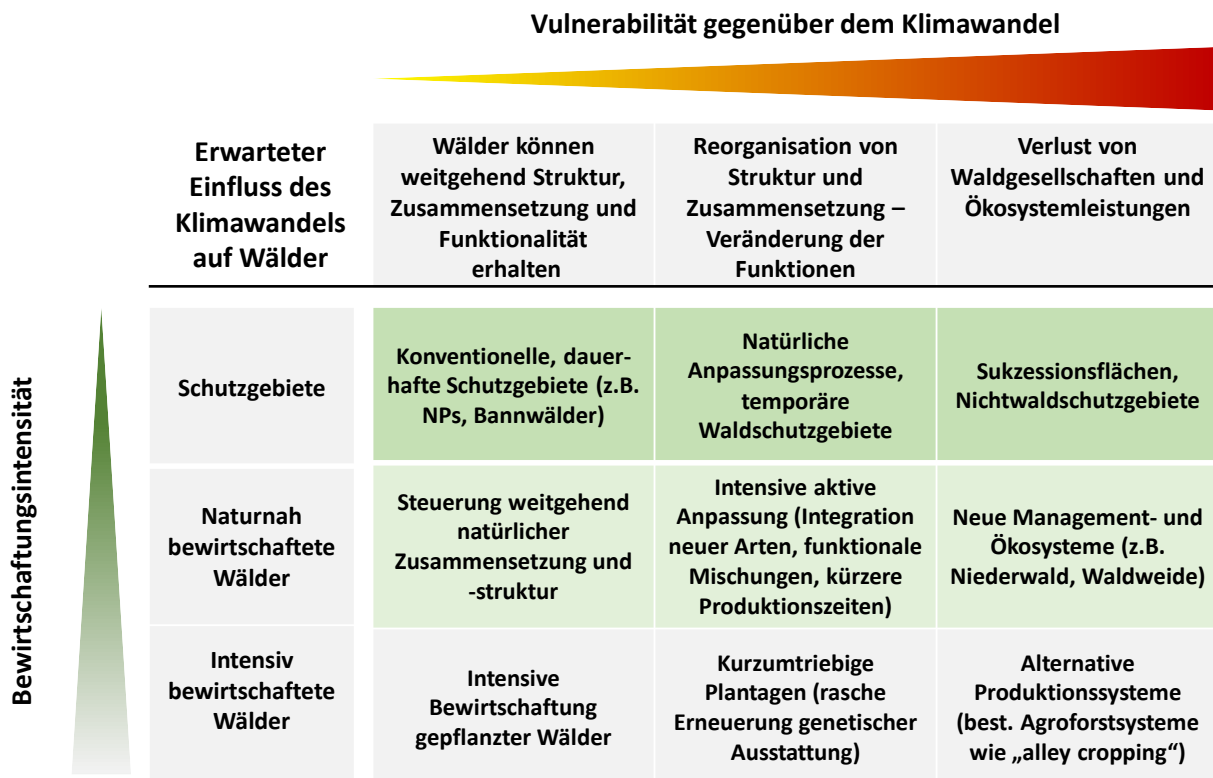 Vulnerabilität gegenüber dem Klimawandel
Erwarteter
Einfluss des
Klimawandels
auf Wälder
Wälder können
weitgehend Struktur,
Zusammensetzung und
Funktionalität
erhalten
Reorganisation von
Struktur und
Zusammensetzung –
Veränderung der
Funktionen
Verlust von
Waldgesellschaften und
Ökosystemleistungen
Bewirtschaftungsintensität
Schutzgebiete
Konventionelle, dauer-
hafte Schutzgebiete (z.B.
NPs, Bannwälder)
Natürliche
Anpassungsprozesse,
temporäre
Waldschutzgebiete
Sukzessionsflächen,
Nichtwaldschutzgebiete
Naturnah
bewirtschaftete
Wälder
Steuerung weitgehend
natürlicher
Zusammensetzung und
-struktur
Intensive aktive
Anpassung (Integration
neuer Arten, funktionale
Mischungen, kürzere
Produktionszeiten)
Neue Management- und
Ökosysteme (z.B.
Niederwald, Waldweide)
Intensiv
bewirtschaftete
Wälder
Intensive
Bewirtschaftung
gepflanzter Wälder
Kurzumtriebige
Plantagen (rasche
Erneuerung genetischer
Ausstattung)
Alternative
Produktionssysteme
(best. Agroforstsysteme
wie „alley cropping“)